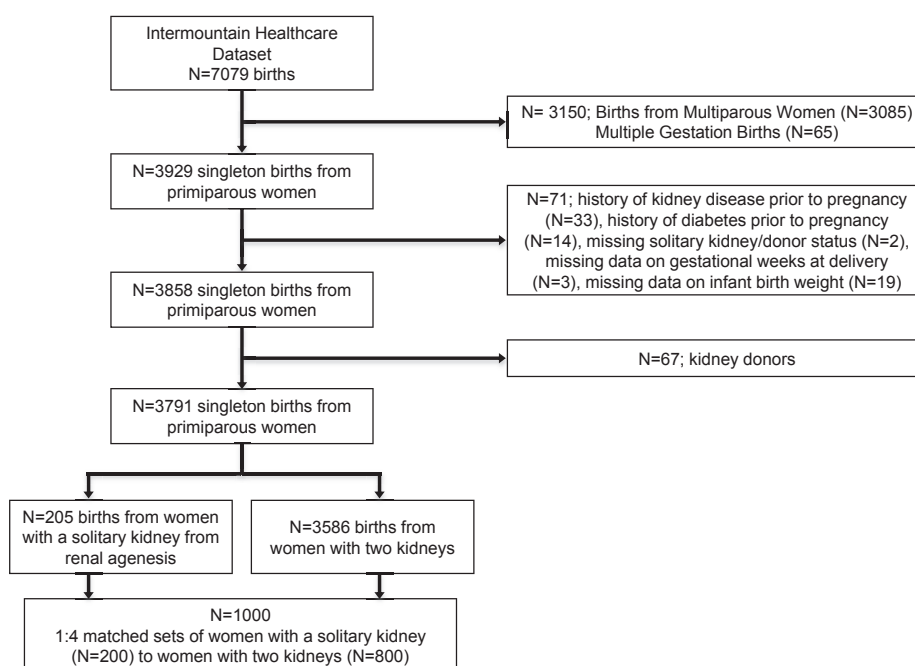 Intermountain Healthcare
Dataset
N=7079 births
N= 3150; Births from Multiparous Women (N=3085)
Multiple Gestation Births (N=65)
N=3929 singleton births from
primiparous women
N=71; history of kidney disease prior to pregnancy
(N=33), history of diabetes prior to pregnancy
(N=14), missing solitary kidney/donor status (N=2),
missing data on gestational weeks at delivery
(N=3), missing data on infant birth weight (N=19)
N=3858 singleton births from
primiparous women
N=67; kidney donors
N=3791 singleton births from
primiparous women
N=205 births from women
with a solitary kidney from
renal agenesis
N=3586 births from
women with two kidneys
N=1000
1:4 matched sets of women with a solitary kidney
(N=200) to women with two kidneys (N=800)